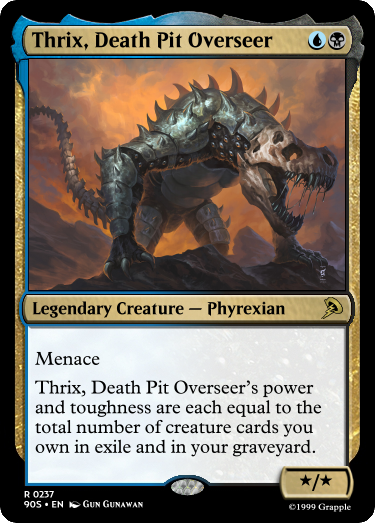 Thrix, Death Pit Overseer
Legendary Creature — Phyrexian
Menace
Thrix, Death Pit Overseer's power
and toughness are each equal to the
total number of creature cards you
own in exile and in your graveyard.
★/★
R 0237
90S • EN Gun Gunawan
©1999 Grapple